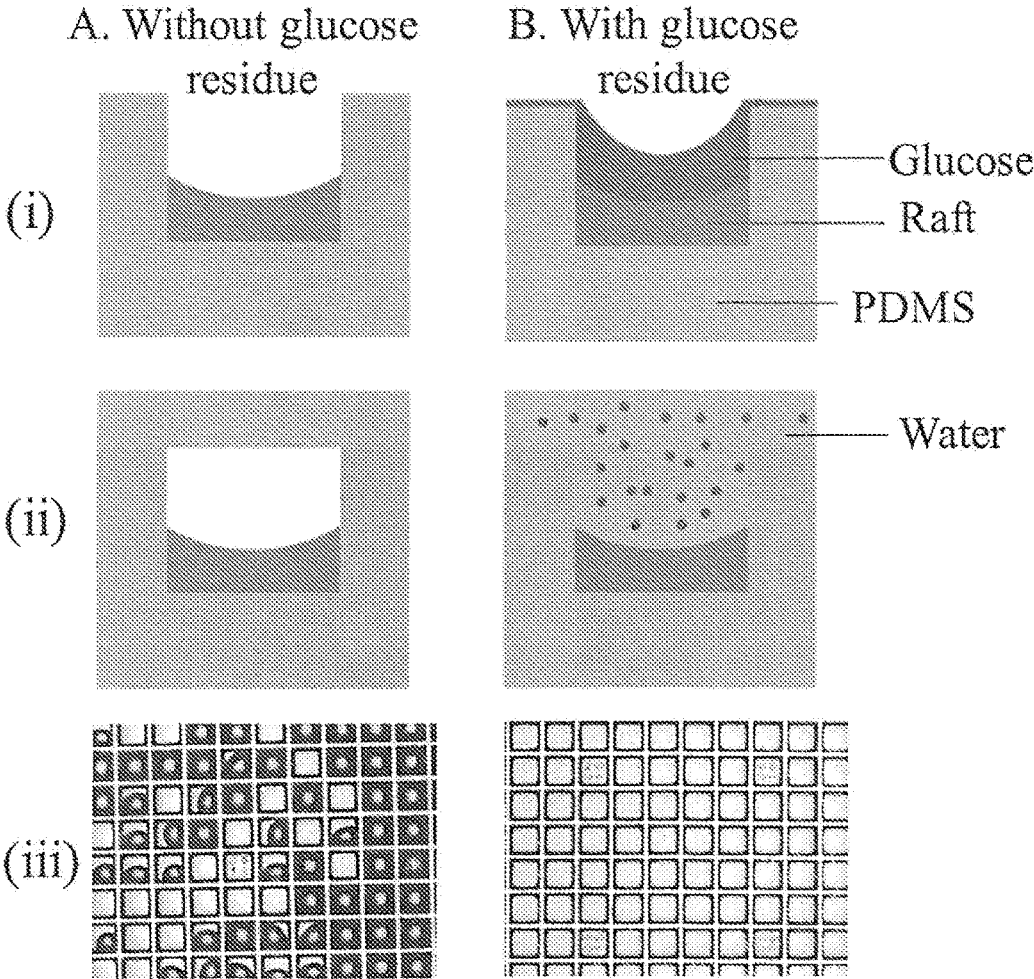 A. Without glucose
residue
B. With glucose
residue
(i)
Glucose
Raft
PDMS
(ii)
Water
(iii)